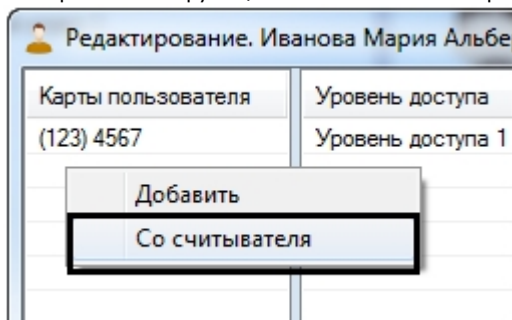 Редактирование. Иванова Мария Альбе
Карты пользователя Уровень доступа
(123) 4567 Уровень доступа 1
Добавить
Со считывателя